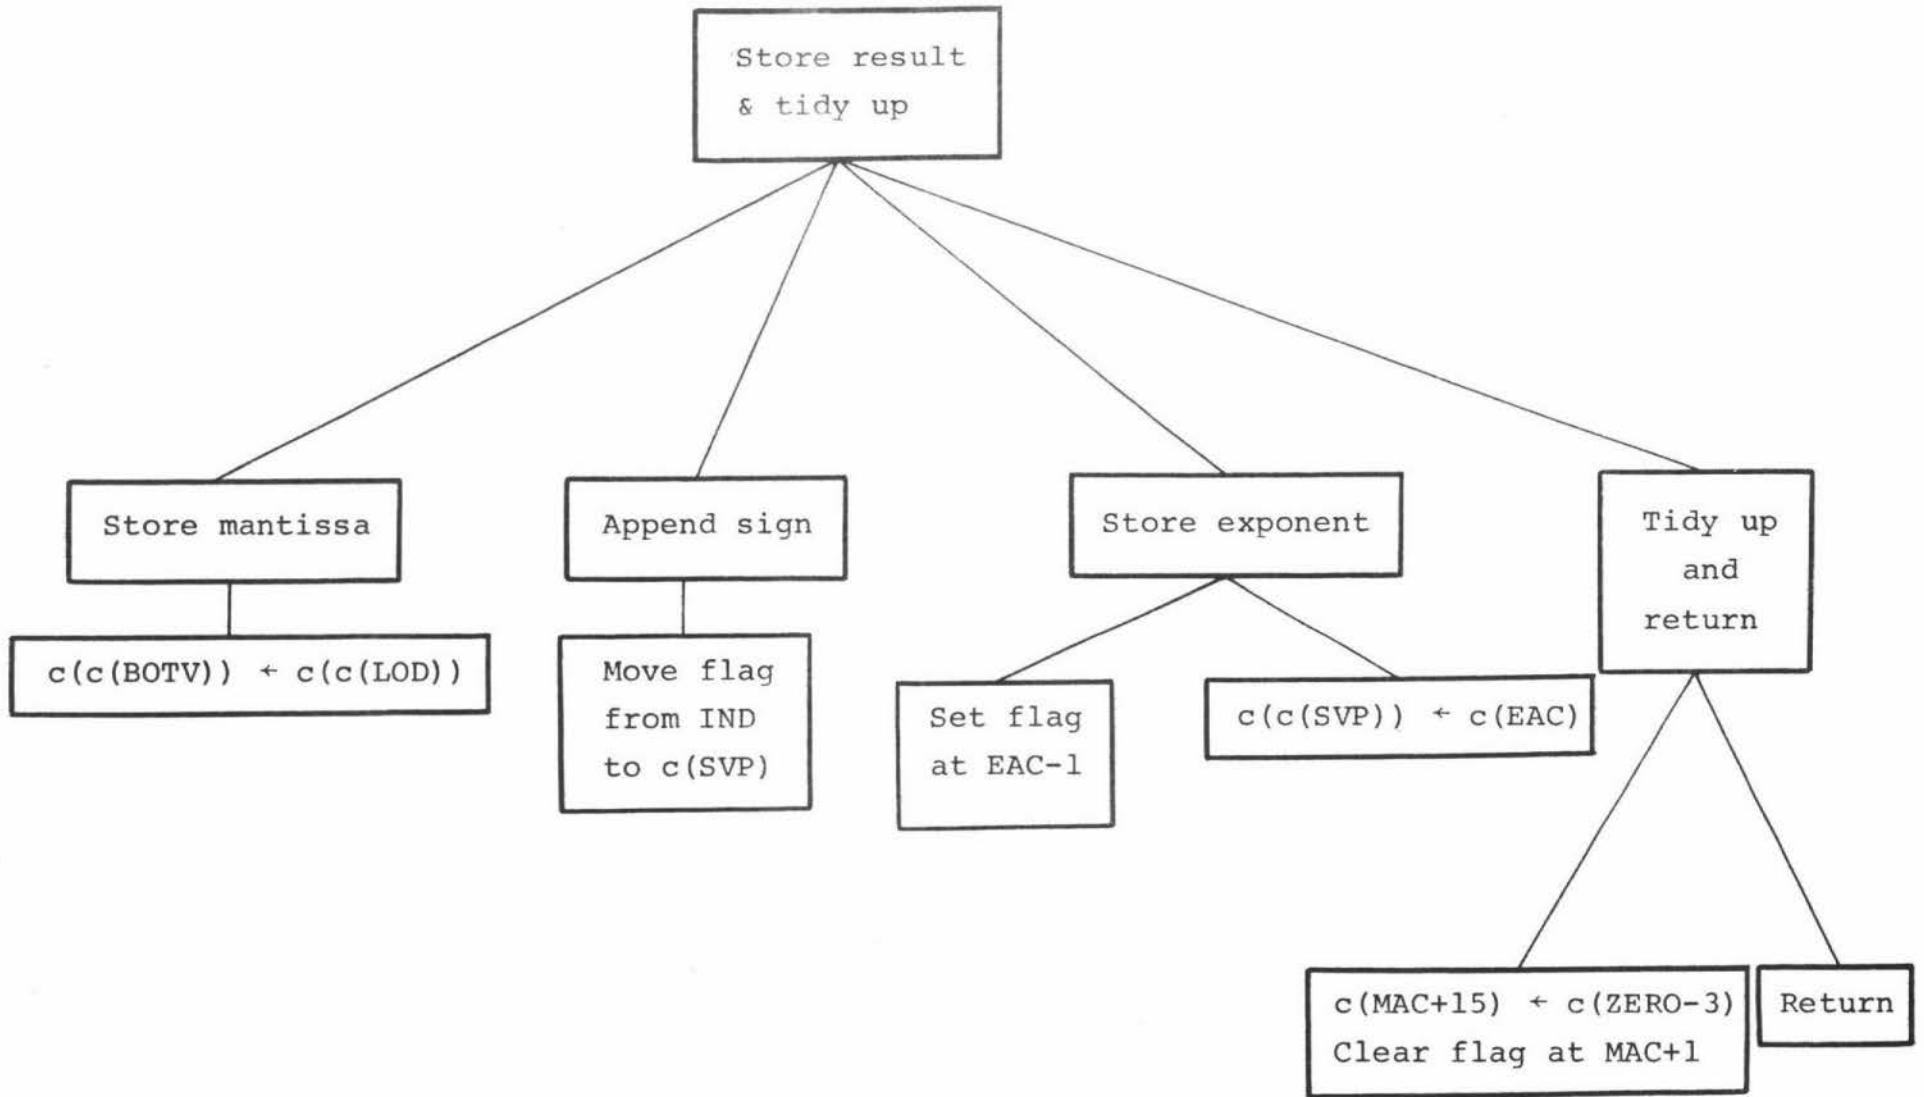 Store result
& tidy up
Store mantissa
Append sign
Store exponent
Tidy up
and
return
c(c(BOTV)) ← c(c(LOD))
Move flag
from IND
to c(SVP)
Set flag
at EAC-1
c(c(SVP)) ← c(EAC)
c(MAC+15) ← c(ZERO-3)
Clear flag at MAC+1
Return